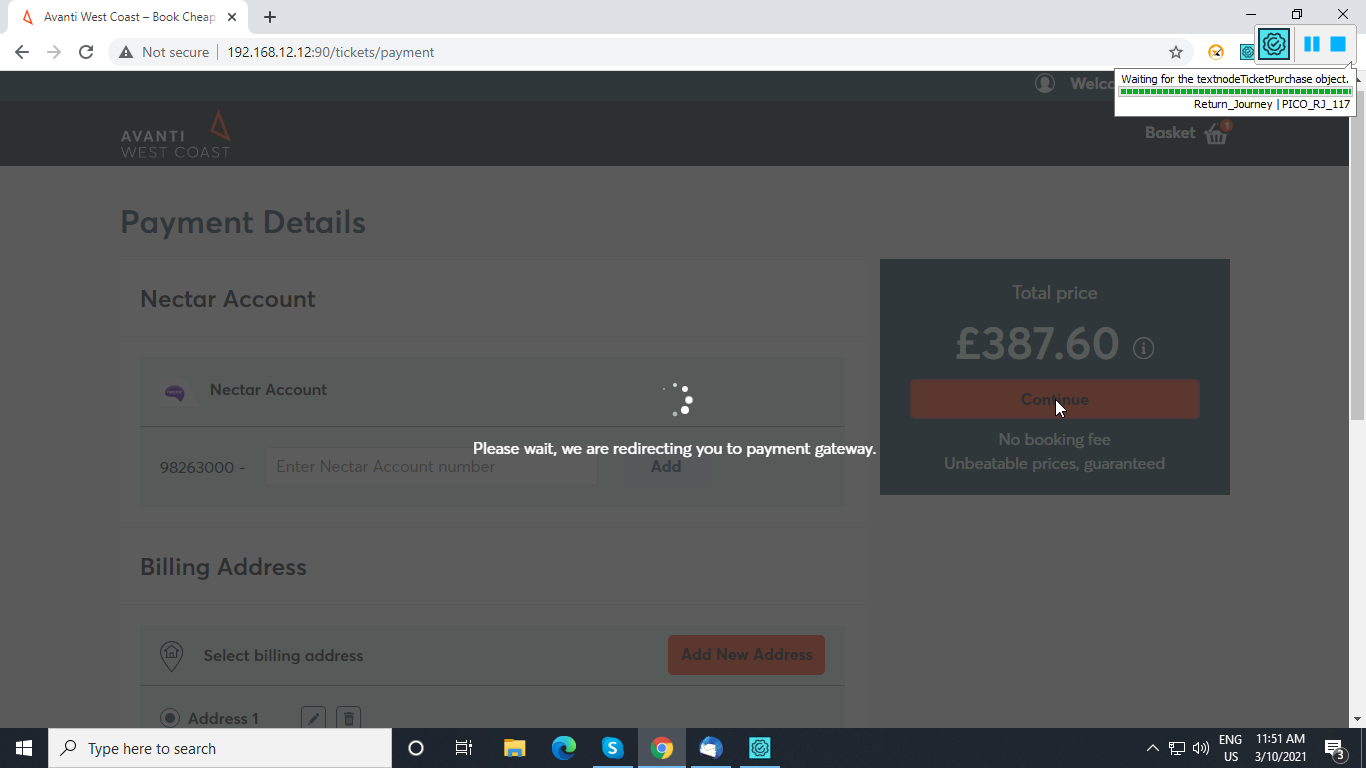 Avanti West Coast – Book Cheap
Not secure
192.168.12.12:90/tickets/payment
Waiting for the textnodeTicketPurchase object.
Return_Journey | PICO_RJ_117
Welco
AVANTI
WEST COAST
Basket
1
Payment Details
Nectar Account
Nectar Account
98263000 -
Enter Nectar Account number
Add
Total price
£387.60
Continue
No booking fee
Unbeatable prices, guaranteed
Please wait, we are redirecting you to payment gateway.
Billing Address
Select billing address
Add New Address
Address 1
Type here to search
ENG
US
11:51 AM
3/10/2021
3